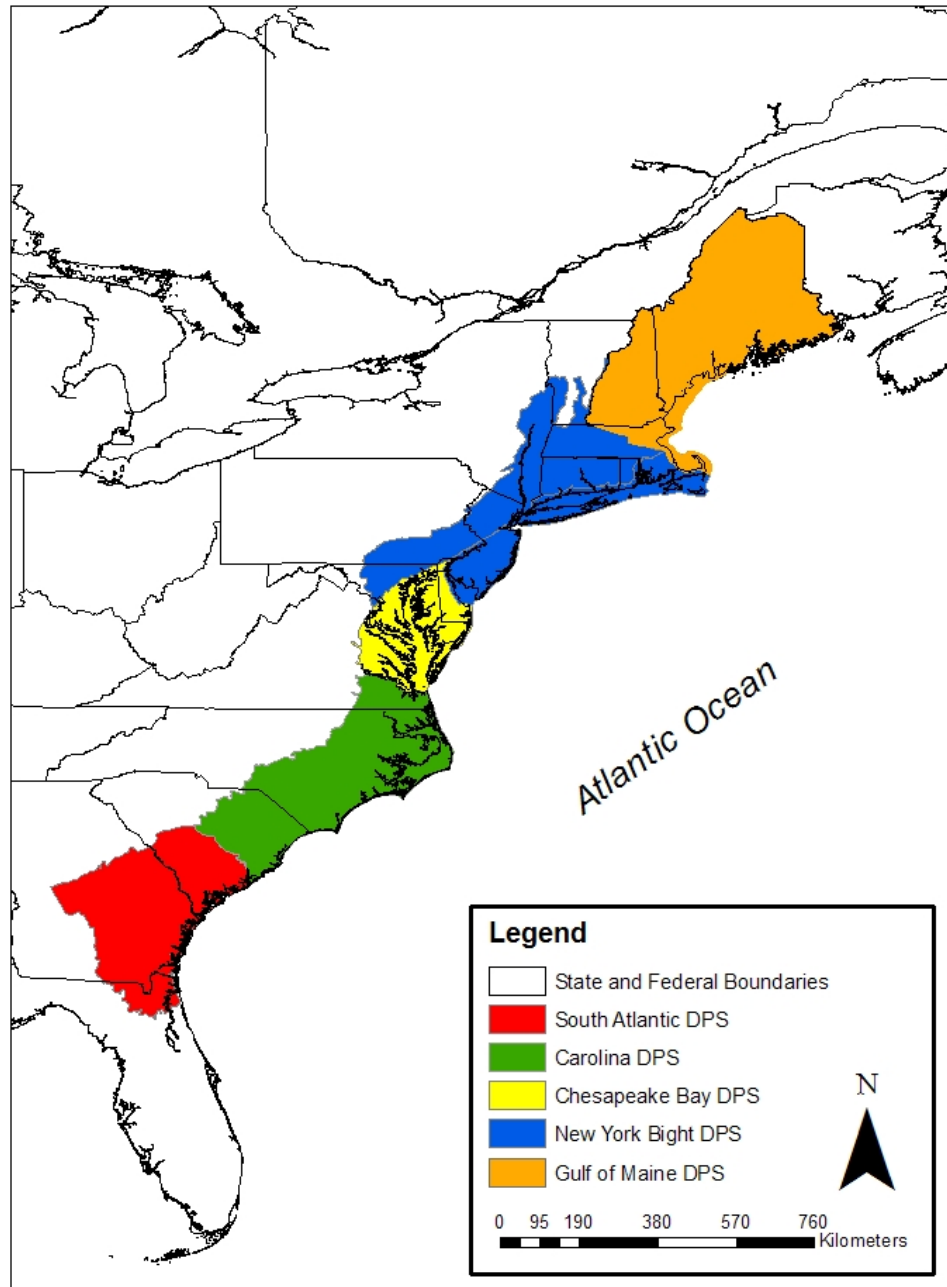 Atlantic Ocean
Legend
State and Federal Boundaries
South Atlantic DPS
Carolina DPS
Chesapeake Bay DPS
New York Bight DPS
Gulf of Maine DPS
N
0 95 190 380 570 760
Kilometers